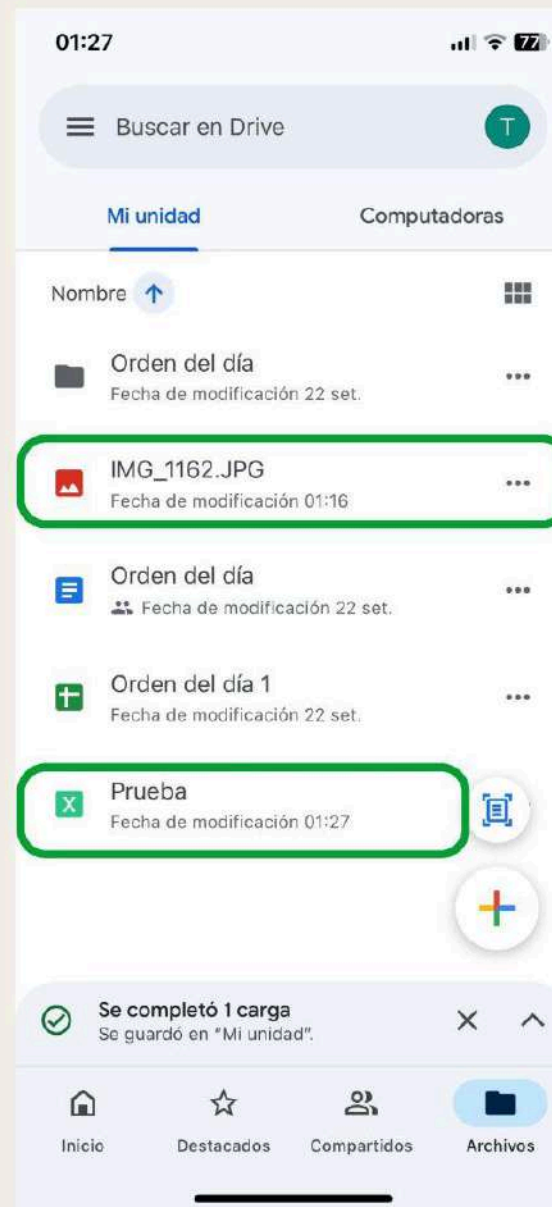 01:27
77
Buscar en Drive
T
Mi unidad
Computadoras
Nombre
Orden del día
Fecha de modificación 22 set.
IMG_1162.JPG
Fecha de modificación 01:16
Orden del día
Fecha de modificación 22 set.
Orden del día 1
Fecha de modificación 22 set.
X
Prueba
Fecha de modificación 01:27
Se completó 1 carga
Se guardó en "Mi unidad".
Inicio
Destacados
Compartidos
Archivos